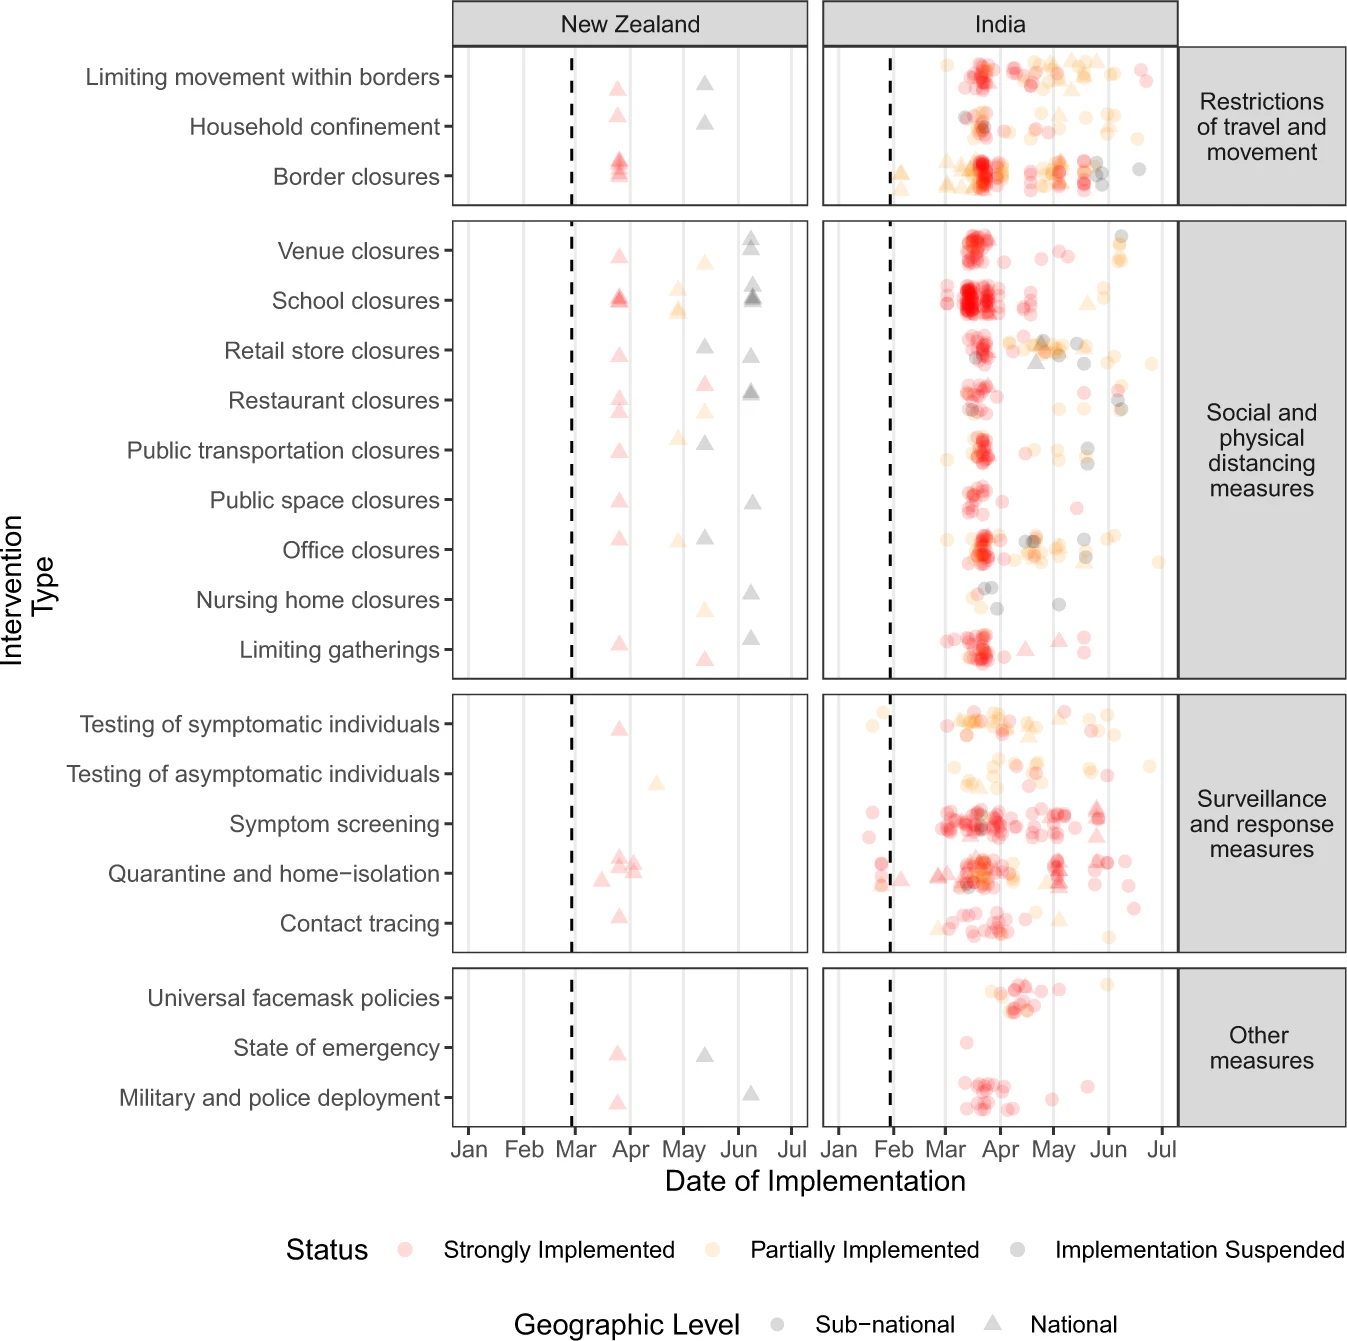 New Zealand
India
Limiting movement within borders
Household confinement
Border closures
Restrictions
of travel and
movement
Venue closures
School closures
Retail store closures
Restaurant closures
Public transportation closures
Public space closures
Office closures
Nursing home closures
Limiting gatherings
Social and
physical
distancing
measures
Intervention
Type
Testing of symptomatic individuals
Testing of asymptomatic individuals
Symptom screening
Quarantine and home−isolation
Contact tracing
Surveillance
and response
measures
Universal facemask policies
State of emergency
Military and police deployment
Other
measures
Jan Feb Mar Apr May Jun Jul Jan Feb Mar Apr May Jun Jul
Date of Implementation
Status Strongly Implemented Partially Implemented Implementation Suspended
Geographic Level Sub−national National